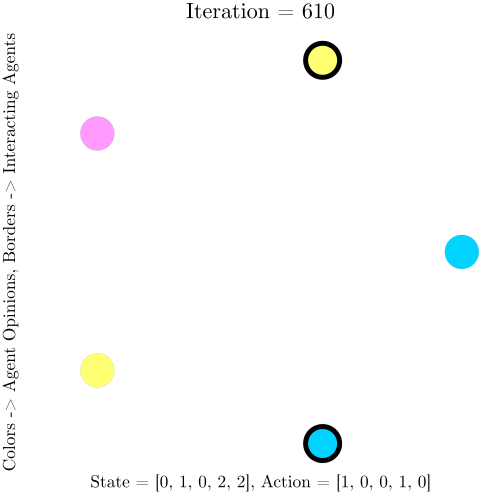 Iteration = 610
Colors -> Agent Opinions, Borders -> Interacting Agents
State = [0, 1, 0, 2, 2], Action = [1, 0, 0, 1, 0]